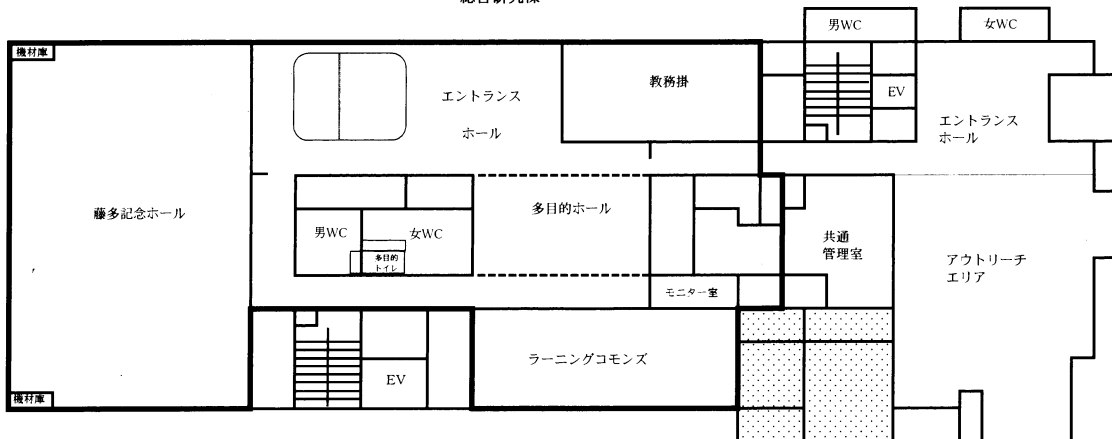 総合研究棟
男WC
女WC
機材庫
教務掛
エントランス
ホール
EV
エントランス
ホール
藤多記念ホール
多目的ホール
男WC
女WC
多目的
トイレ
共通
管理室
アウトリーチ
エリア
モニター室
ラーニングコモンズ
EV
機材庫